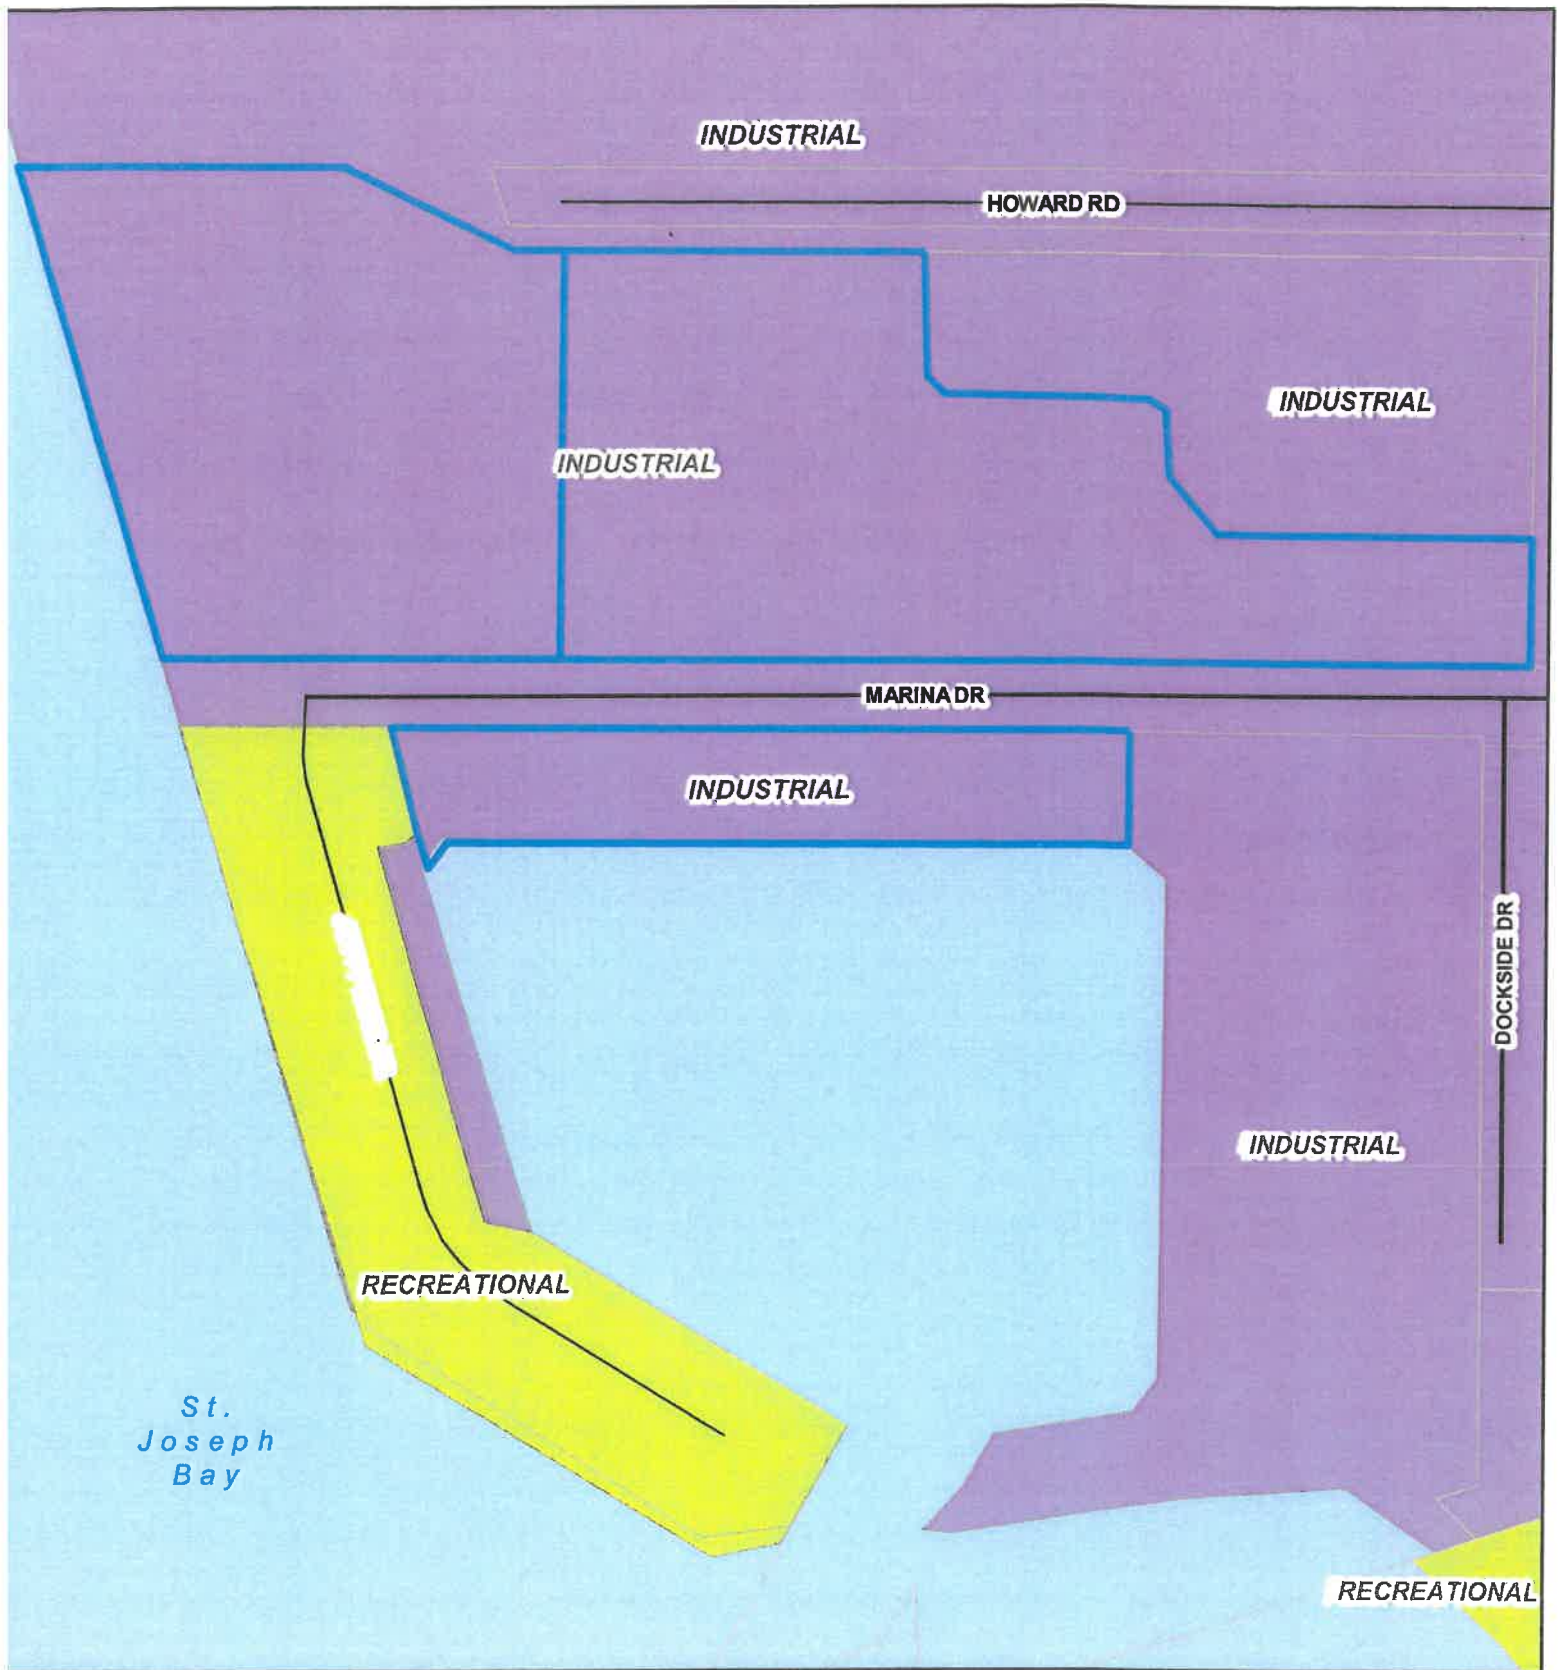 INDUSTRIAL
HOWARD RD
INDUSTRIAL
INDUSTRIAL
MARINA DR
INDUSTRIAL
DOCKSIDE DR
INDUSTRIAL
RECREATIONAL
St.
Joseph
Bay
RECREATIONAL